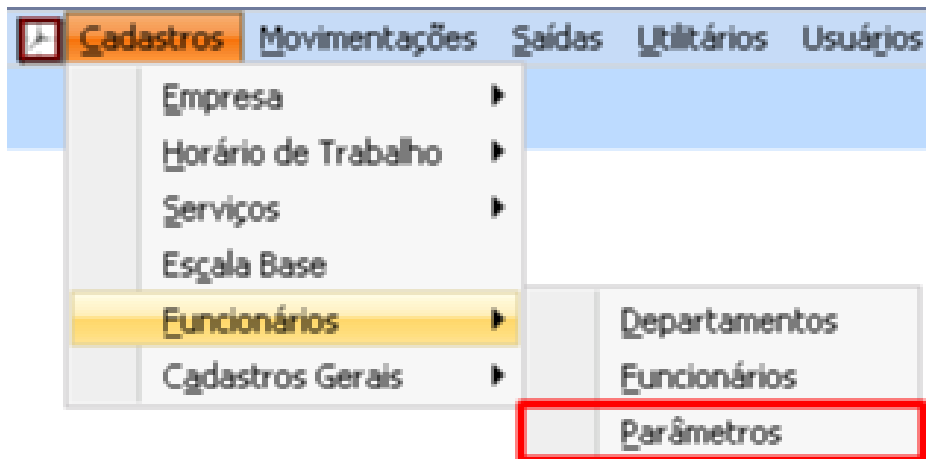 Cadastros Movimentações Saídas Utilitários Usuários
Empresa
Horário de Trabalho
Serviços
Escala Base
Funcionários
Departamentos
Cadastros Gerais
Funcionários
Parâmetros